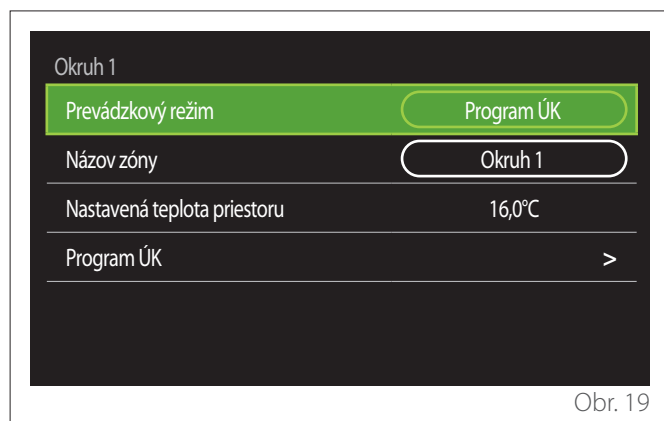 Okruh 1
Prevádzkový režim Program ÚK
Názov zóny Okruh 1
Nastavená teplota priestoru 16,0°C
Program ÚK >
Obr. 19